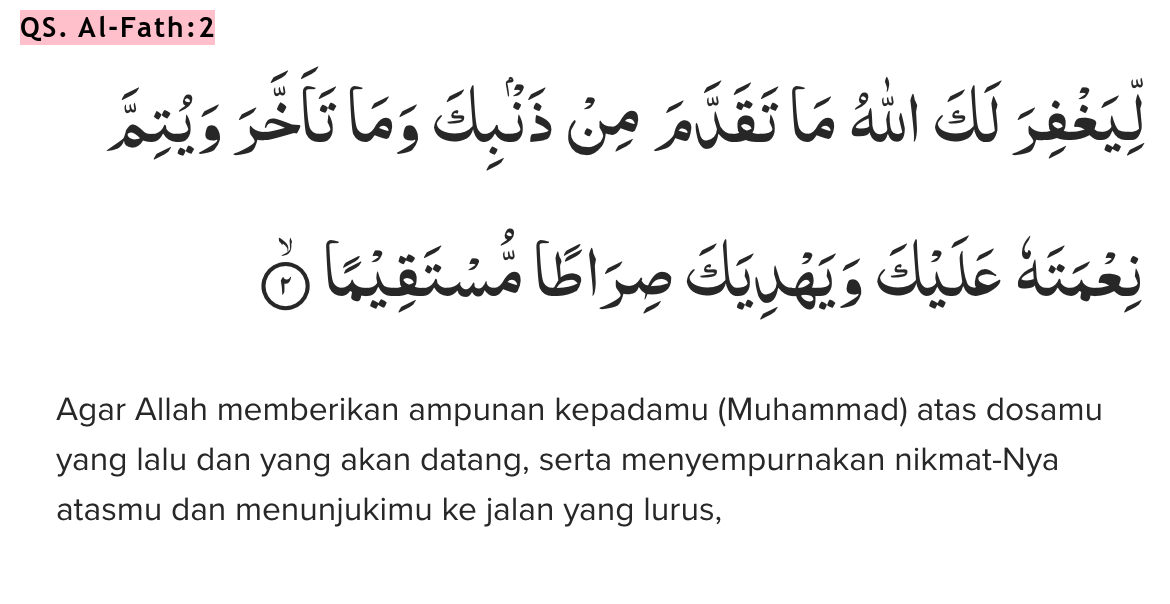 QS. Al-Fath:2
لِّيَغْفِرَ لَكَ اللّٰهُ مَا تَقَدَّمَ مِنْ ذَنْۢبِكَ وَمَا تَاَخَّرَ وَيُتِمَّ
نِعْمَتَهٗ عَلَيْكَ وَيَهْدِيَكَ صِرَاطًا مُّسْتَقِيْمًاۙ ۝٢
Agar Allah memberikan ampunan kepadamu (Muhammad) atas dosamu
yang lalu dan yang akan datang, serta menyempurnakan nikmat-Nya
atasmu dan menunjukimu ke jalan yang lurus,